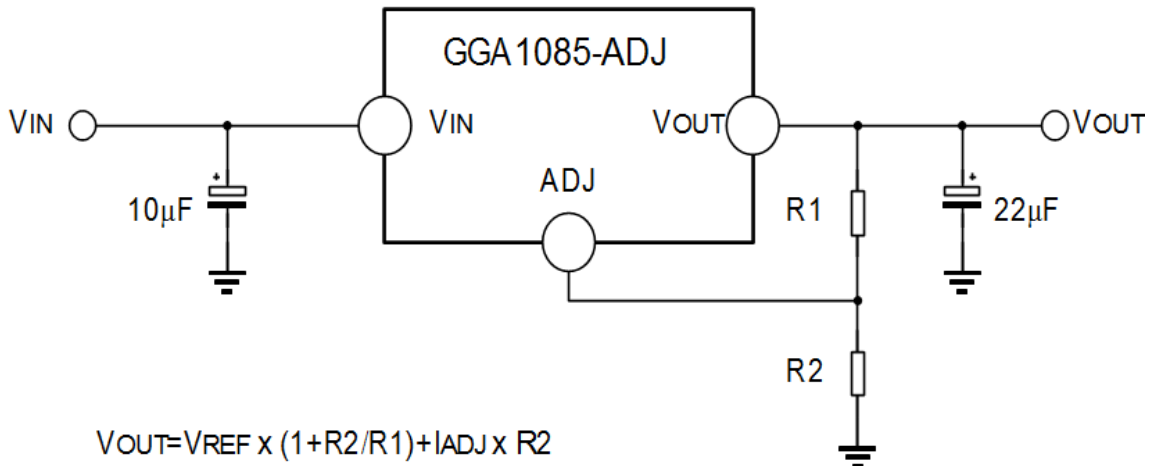 GGA1085-ADJ
VIN
VIN
VOUT
VOUT
ADJ
10µF
R1
22µF
R2
VOUT=VREF x (1+R2/R1)+IADJ x R2